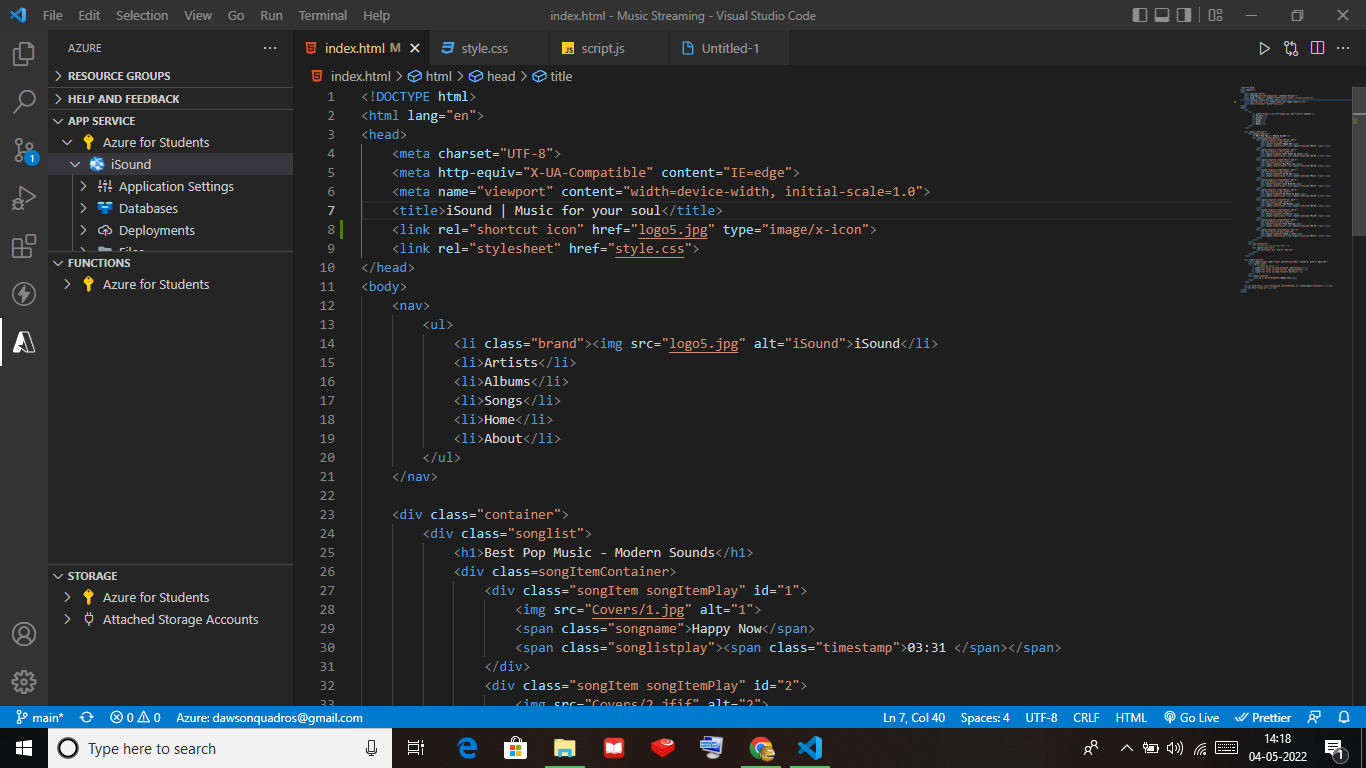 File Edit Selection View Go Run Terminal Help index.html - Music Streaming - Visual Studio Code
AZURE
RESOURCE GROUPS
HELP AND FEEDBACK
APP SERVICE
Azure for Students
iSound
Application Settings
Databases
Deployments
FUNCTIONS
Azure for Students
STORAGE
Azure for Students
Attached Storage Accounts
1
index.html M style.css script.js Untitled-1
index.html > html > head > title
1 <!DOCTYPE html>
2 <html lang="en">
3 <head>
4 <meta charset="UTF-8">
5 <meta http-equiv="X-UA-Compatible" content="IE=edge">
6 <meta name="viewport" content="width=device-width, initial-scale=1.0">
7 <title>iSound | Music for your soul</title>
8 <link rel="shortcut icon" href="logo5.jpg" type="image/x-icon">
9 <link rel="stylesheet" href="style.css">
10 </head>
11 <body>
12 <nav>
13 <ul>
14 <li class="brand"><img src="logo5.jpg" alt="iSound">iSound</li>
15 <li>Artists</li>
16 <li>Albums</li>
17 <li>Songs</li>
18 <li>Home</li>
19 <li>About</li>
20 </ul>
21 </nav>
22
23 <div class="container">
24 <div class="songlist">
25 <h1>Best Pop Music - Modern Sounds</h1>
26 <div class=songItemContainer>
27 <div class="songItem songItemPlay" id="1">
28 <img src="Covers/1.jpg" alt="1">
29 <span class="songname">Happy Now</span>
30 <span class="songlistplay"><span class="timestamp">03:31 </span></span>
31 </div>
32 <div class="songItem songItemPlay" id="2">
33 <img src="Covers/2.jfif" alt="2">
main* 0 0 Azure: dawsonquadros@gmail.com Ln 7, Col 40 Spaces: 4 UTF-8 CRLF HTML Go Live Prettier
Type here to search
14:18
04-05-2022
1